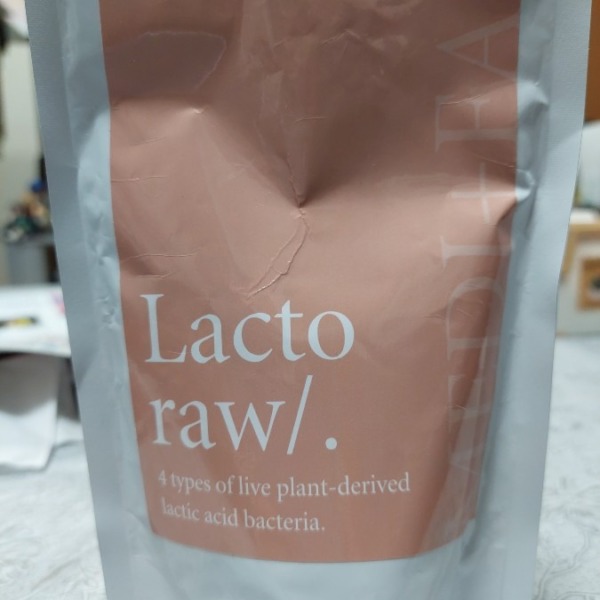 Lacto
raw/.
4 types of live plant-derived
lactic acid bacteria.